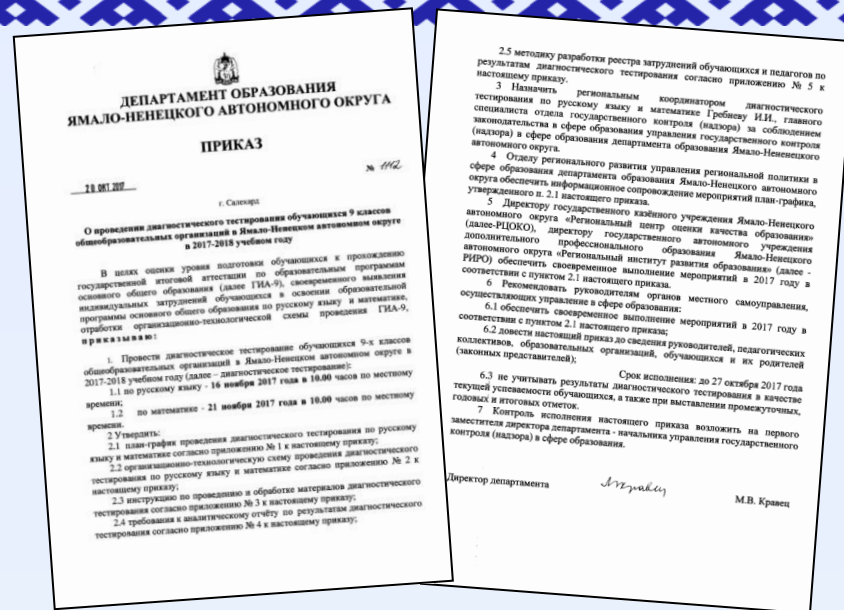 ДЕПАРТАМЕНТ ОБРАЗОВАНИЯ
ЯМАЛО-НЕНЕЦКОГО АВТОНОМНОГО ОКРУГА
ПРИКАЗ
20 ОКТ. 2017
№ 1162
г. Салехард
О проведении диагностического тестирования обучающихся 9 классов
общеобразовательных организаций в Ямало-Ненецком автономном округе
в 2017-2018 учебном году
В целях оценки уровня подготовки обучающихся к прохождению
государственной итоговой аттестации по образовательным программам
основного общего образования (далее ГИА-9), своевременного выявления
индивидуальных затруднений обучающихся в освоении образовательной
программы основного общего образования по русскому языку и математике,
отработки организационно-технологической схемы проведения ГИА-9,
приказываю:
1. Провести диагностическое тестирование обучающихся 9-х классов
общеобразовательных организаций в Ямало-Ненецком автономном округе в
2017-2018 учебном году (далее – диагностическое тестирование):
1.1 по русскому языку - 16 ноября 2017 года в 10.00 часов по местному
времени;
1.2 по математике - 21 ноября 2017 года в 10.00 часов по местному
времени.
2 Утвердить:
2.1 план-график проведения диагностического тестирования по русскому
языку и математике согласно приложению № 1 к настоящему приказу;
2.2 организационно-технологическую схему проведения диагностического
тестирования по русскому языку и математике согласно приложению № 2 к
настоящему приказу;
2.3 инструкцию по проведению и обработке материалов диагностического
тестирования согласно приложению № 3 к настоящему приказу;
2.4 требования к аналитическому отчёту по результатам диагностического
тестирования согласно приложению № 4 к настоящему приказу;
2.5 методику разработки реестра затруднений обучающихся и педагогов по
результатам диагностического тестирования согласно приложению № 5 к
настоящему приказу.
3 Назначить региональным координатором диагностического
тестирования по русскому языку и математике Гребневу И.И., главного
специалиста отдела государственного контроля (надзора) за соблюдением
законодательства в сфере образования управления государственного контроля
(надзора) в сфере образования департамента образования Ямало-Нененецкого
автономного округа.
4 Отделу регионального развития управления региональной политики в
сфере образования департамента образования Ямало-Ненецкого автономного
округа обеспечить информационное сопровождение мероприятий план-графика,
утвержденного п. 2.1 настоящего приказа.
5 Директору государственного казённого учреждения Ямало-Ненецкого
автономного округа «Региональный центр оценки качества образования»
(далее-РЦОКО), директору государственного автономного учреждения
дополнительного профессионального образования Ямало-Ненецкого
автономного округа «Региональный институт развития образования» (далее -
РИРО) обеспечить своевременное выполнение мероприятий в 2017 году в
соответствии с пунктом 2.1 настоящего приказа.
6 Рекомендовать руководителям органов местного самоуправления,
осуществляющих управление в сфере образования:
6.1 обеспечить своевременное выполнение мероприятий в 2017 году в
соответствии с пунктом 2.1 настоящего приказа;
6.2 довести настоящий приказ до сведения руководителей, педагогических
коллективов, образовательных организаций, обучающихся и их родителей
(законных представителей);
Срок исполнения: до 27 октября 2017 года
6.3 не учитывать результаты диагностического тестирования в качестве
текущей успеваемости обучающихся, а также при выставлении промежуточных,
годовых и итоговых отметок.
7 Контроль исполнения настоящего приказа возложить на первого
заместителя директора департамента - начальника управления государственного
контроля (надзора) в сфере образования.
Директор департамента
М.В. Кравец